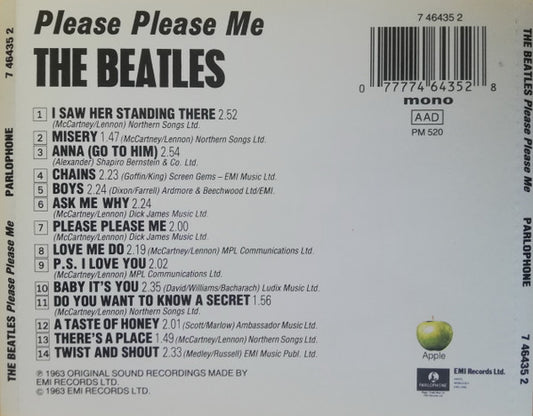 Please Please Me
THE BEATLES
7 46435 2
0 77774 64352 8
mono
AAD
PM 520
1 I SAW HER STANDING THERE 2.52
(McCartney/Lennon) Northern Songs Ltd.
2 MISERY 1.47 (McCartney/Lennon) Northern Songs Ltd.
3 ANNA (GO TO HIM) 2.54
(Alexander) Shapiro Bernstein & Co. Ltd.
4 CHAINS 2.23 (Goffin/King) Screen Gems – EMI Music Ltd.
5 BOYS 2.24 (Dixon/Farrell) Ardmore & Beechwood Ltd/EMI.
6 ASK ME WHY 2.24
(McCartney/Lennon) Dick James Music Ltd.
7 PLEASE PLEASE ME 2.00
(McCartney/Lennon) Dick James Music Ltd.
8 LOVE ME DO 2.19 (McCartney/Lennon) MPL Communications Ltd.
9 P.S. I LOVE YOU 2.02
(McCartney/Lennon) MPL Communications Ltd.
10 BABY IT'S YOU 2.35 (David/Williams/Bacharach) Ludix Music Ltd.
11 DO YOU WANT TO KNOW A SECRET 1.56
(McCartney/Lennon) Northern Songs Ltd.
12 A TASTE OF HONEY 2.01 (Scott/Marlow) Ambassador Music Ltd.
13 THERE'S A PLACE 1.49 (McCartney/Lennon) Northern Songs Ltd.
14 TWIST AND SHOUT 2.33 (Medley/Russell) EMI Music Publ. Ltd.
℗ 1963 ORIGINAL SOUND RECORDINGS MADE BY
EMI RECORDS LTD.
© 1963 EMI RECORDS LTD.
Apple
PARLOPHONE
EMI Records Ltd.
THE BEATLES Please Please Me PARLOPHONE 7 46435 2
THE BEATLES Please Please Me PARLOPHONE 7 46435 2